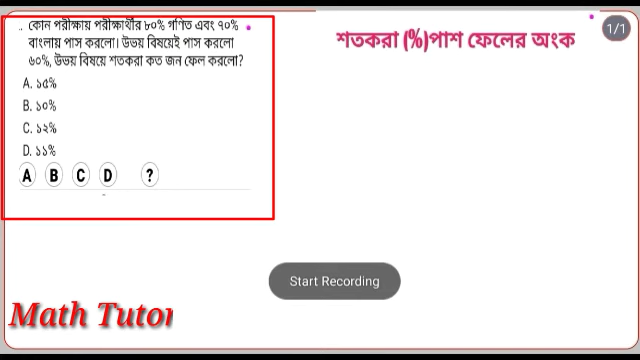 কোন পরীক্ষায় পরীক্ষার্থীর ৮০% গণিত এবং ৭০%
বাংলায় পাস করলো। উভয় বিষয়েই পাস করলো
৬০%, উভয় বিষয়ে শতকরা কত জন ফেল করলো?
A. ১৫%
B. ১০%
C. ১২%
D. ১১%
A B C D ?
শতকরা (%)পাশ ফেলের অংক
1/1
Start Recording
Math Tutor